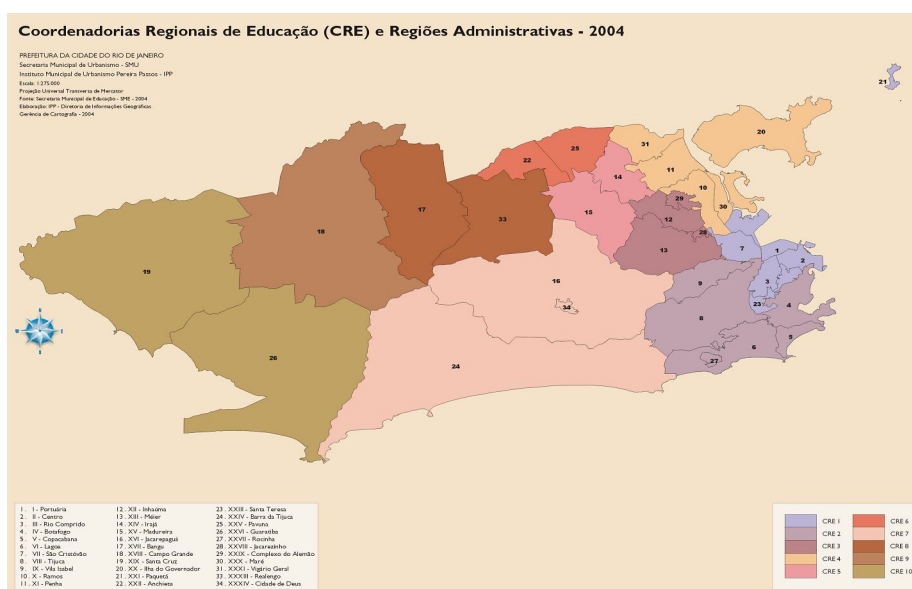 Coordenadorias Regionais de Educação (CRE) e Regiões Administrativas - 2004
PREFEITURA DA CIDADE DO RIO DE JANEIRO
Secretaria Municipal de Urbanismo - SMU
Instituto Municipal de Urbanismo Pereira Passos - IPP
Escala: 1:275.000
Projeção Universal Transversa de Mercator
Fonte: Secretaria Municipal de Educação - SME - 2004
Elaboração: IPP - Diretoria de Informações Geográficas
Gerência de Cartografia - 2004
21
20
31
25
22
11
14
10
29
30
17
15
12
33
28
18
13
7
1
2
9
19
16
3
34
23
4
8
5
6
26
27
24
1. I - Portuária
2. II - Centro
3. III - Rio Comprido
4. IV - Botafogo
5. V - Copacabana
6. VI - Lagoa
7. VII - São Cristóvão
8. VIII - Tijuca
9. IX - Vila Isabel
10. X - Ramos
11. XI - Penha
12. XII - Inhaúma
13. XIII - Méier
14. XIV - Irajá
15. XV - Madureira
16. XVI - Jacarepaguá
17. XVII - Bangu
18. XVIII - Campo Grande
19. XIX - Santa Cruz
20. XX - Ilha do Governador
21. XXI - Paquetá
22. XXII - Anchieta
23. XXIII - Santa Teresa
24. XXIV - Barra da Tijuca
25. XXV - Pavuna
26. XXVI - Guaratiba
27. XXVII - Rocinha
28. XXVIII - Jacarezinho
29. XXIX - Complexo do Alemão
30. XXX - Maré
31. XXXI - Vigário Geral
33. XXXIII - Realengo
34. XXXIV - Cidade de Deus
CRE 1
CRE 2
CRE 3
CRE 4
CRE 5
CRE 6
CRE 7
CRE 8
CRE 9
CRE 10